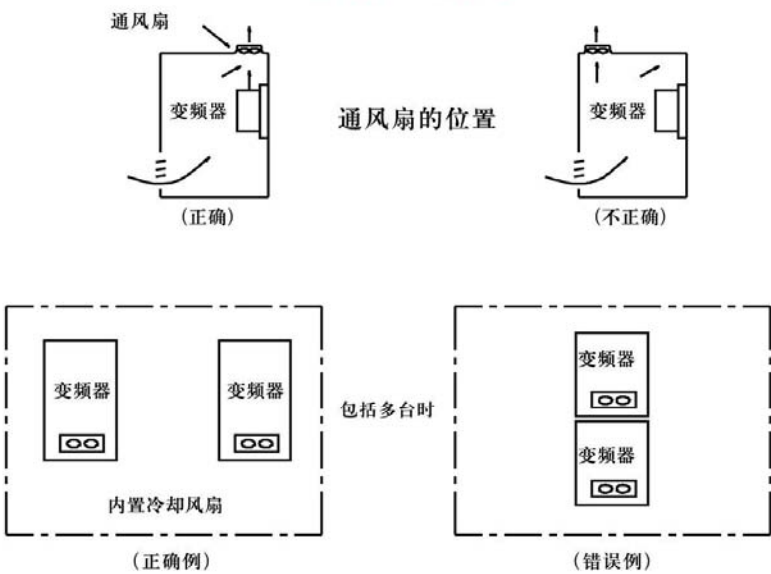 通风扇
变频器
通风扇的位置
变频器
(正确)
(不正确)
变频器
变频器
包括多台时
变频器
变频器
内置冷却风扇
(正确例)
(错误例)